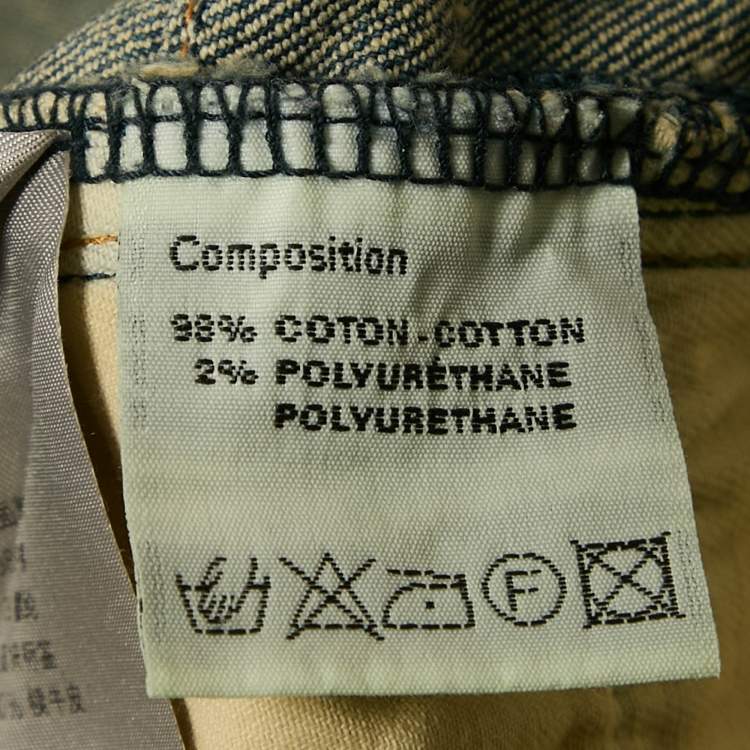 Composition
98% COTON - COTTON
2% POLYURÉTHANE
POLYURETHANE
F